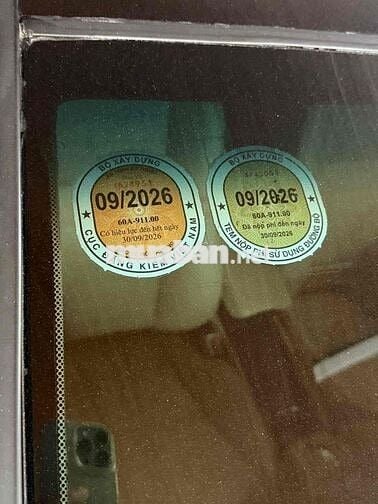 BỘ XÂY DỰNG
09/2026
60A-911.00
Có hiệu lực đến hết ngày
30/09/2026
CỤC ĐĂNG KIỂM VIỆT NAM
BỘ XÂY DỰNG
09/2026
60A-911.00
Đã nộp phí đến ngày
30/09/2026
TEM NỘP PHÍ SỬ DỤNG ĐƯỜNG BỘ